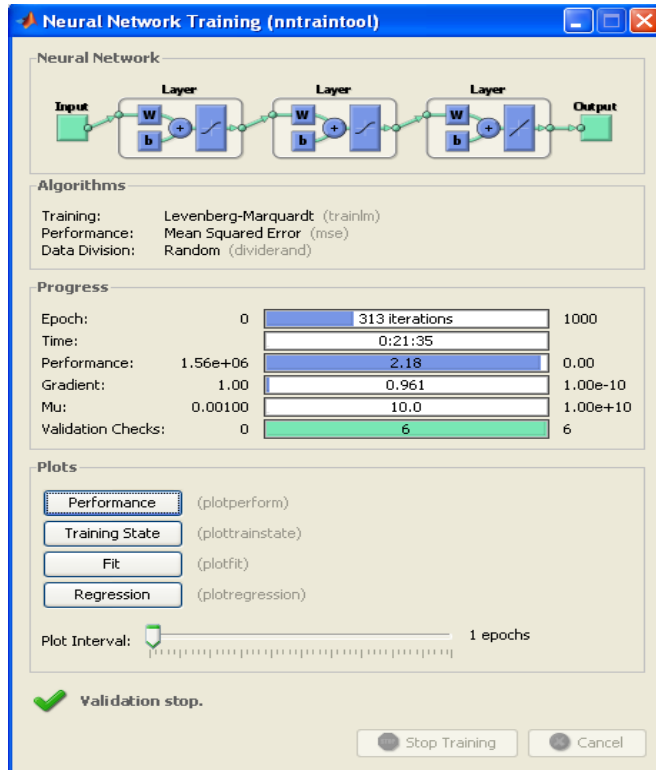 Neural Network Training (nntraintool)
Neural Network
Layer Layer Layer
Input Output
W W W
b b b
+ + +
Algorithms
Training: Levenberg-Marquardt (trainlm)
Performance: Mean Squared Error (mse)
Data Division: Random (dividerand)
Progress
Epoch: 0 313 iterations 1000
Time: 0:21:35
Performance: 1.56e+06 2.18 0.00
Gradient: 1.00 0.961 1.00e-10
Mu: 0.00100 10.0 1.00e+10
Validation Checks: 0 6 6
Plots
Performance (plotperform)
Training State (plottrainstate)
Fit (plotfit)
Regression (plotregression)
Plot Interval: 1 epochs
Validation stop.
Stop Training Cancel